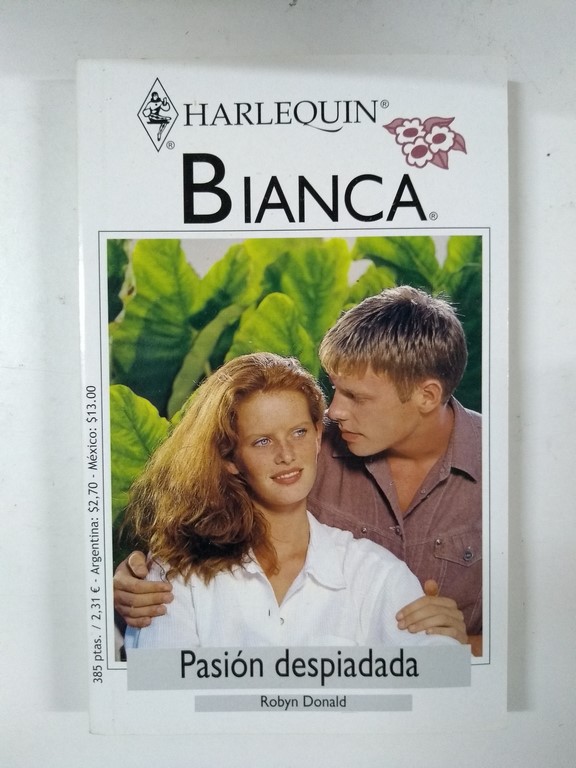 HARLEQUIN®
®
BIANCA®
385 ptas. / 2,31 € - Argentina: $2,70 - México: $13.00
Pasión despiadada
Robyn Donald